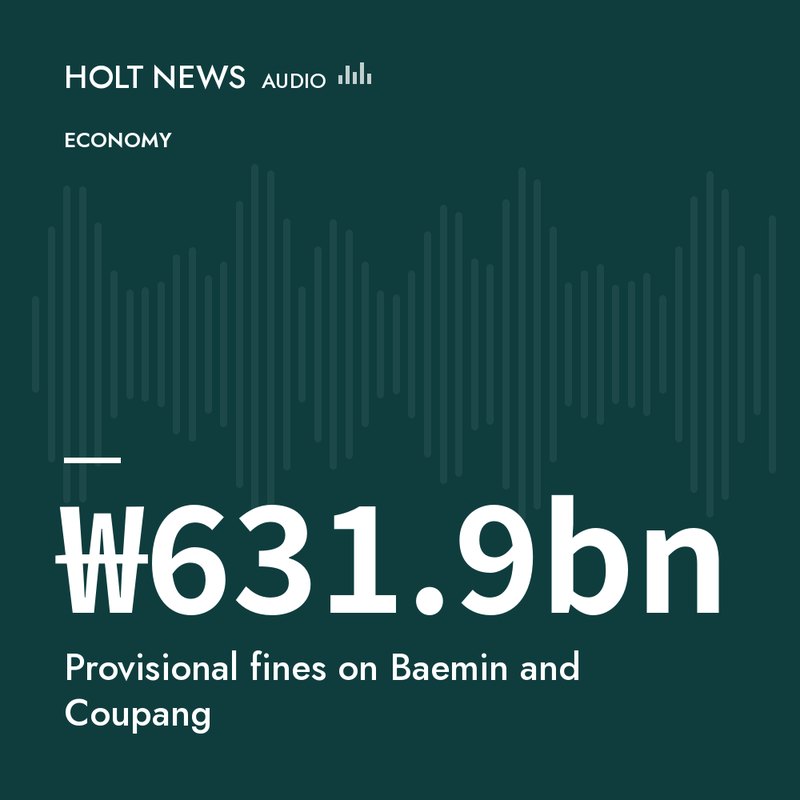 HOLT NEWS AUDIO
ECONOMY
₩631.9bn
Provisional fines on Baemin and
Coupang